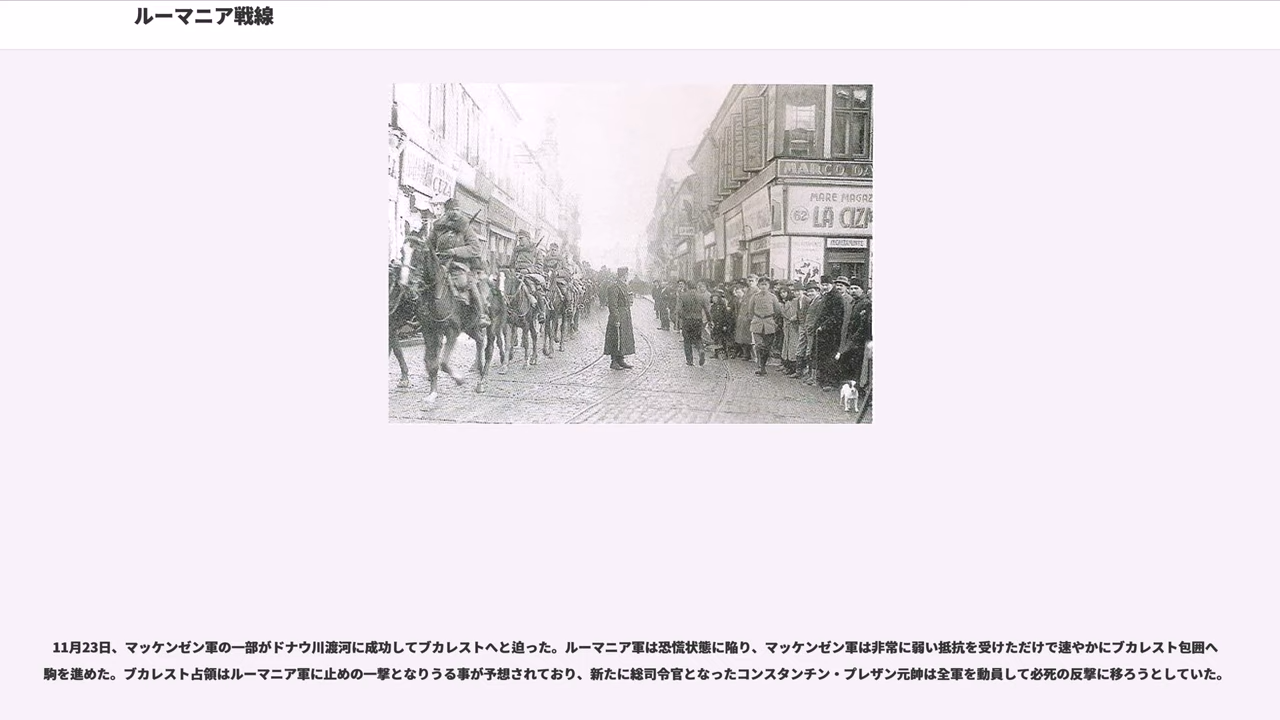 ルーマニア戦線
MARCO DA
MARE MAGAZ
62 LA CIZM
11月23日、マッケンゼン軍の一部がドナウ川渡河に成功してブカレストへと迫った。ルーマニア軍は恐慌状態に陥り、マッケンゼン軍は非常に弱い抵抗を受けただけで速やかにブカレスト包囲へ
駒を進めた。ブカレスト占領はルーマニア軍に止めの一撃となりうる事が予想されており、新たに総司令官となったコンスタンチン・プレザン元帥は全軍を動員して必死の反撃に移ろうとしていた。